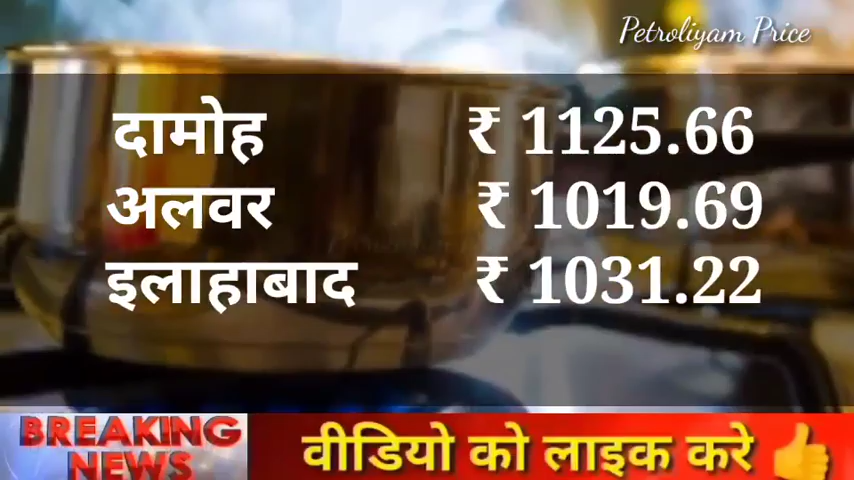 Petroliyam Price
दामोह ₹ 1125.66
अलवर ₹ 1019.69
इलाहाबाद ₹ 1031.22
BREAKING NEWS
वीडियो को लाइक करे 👍